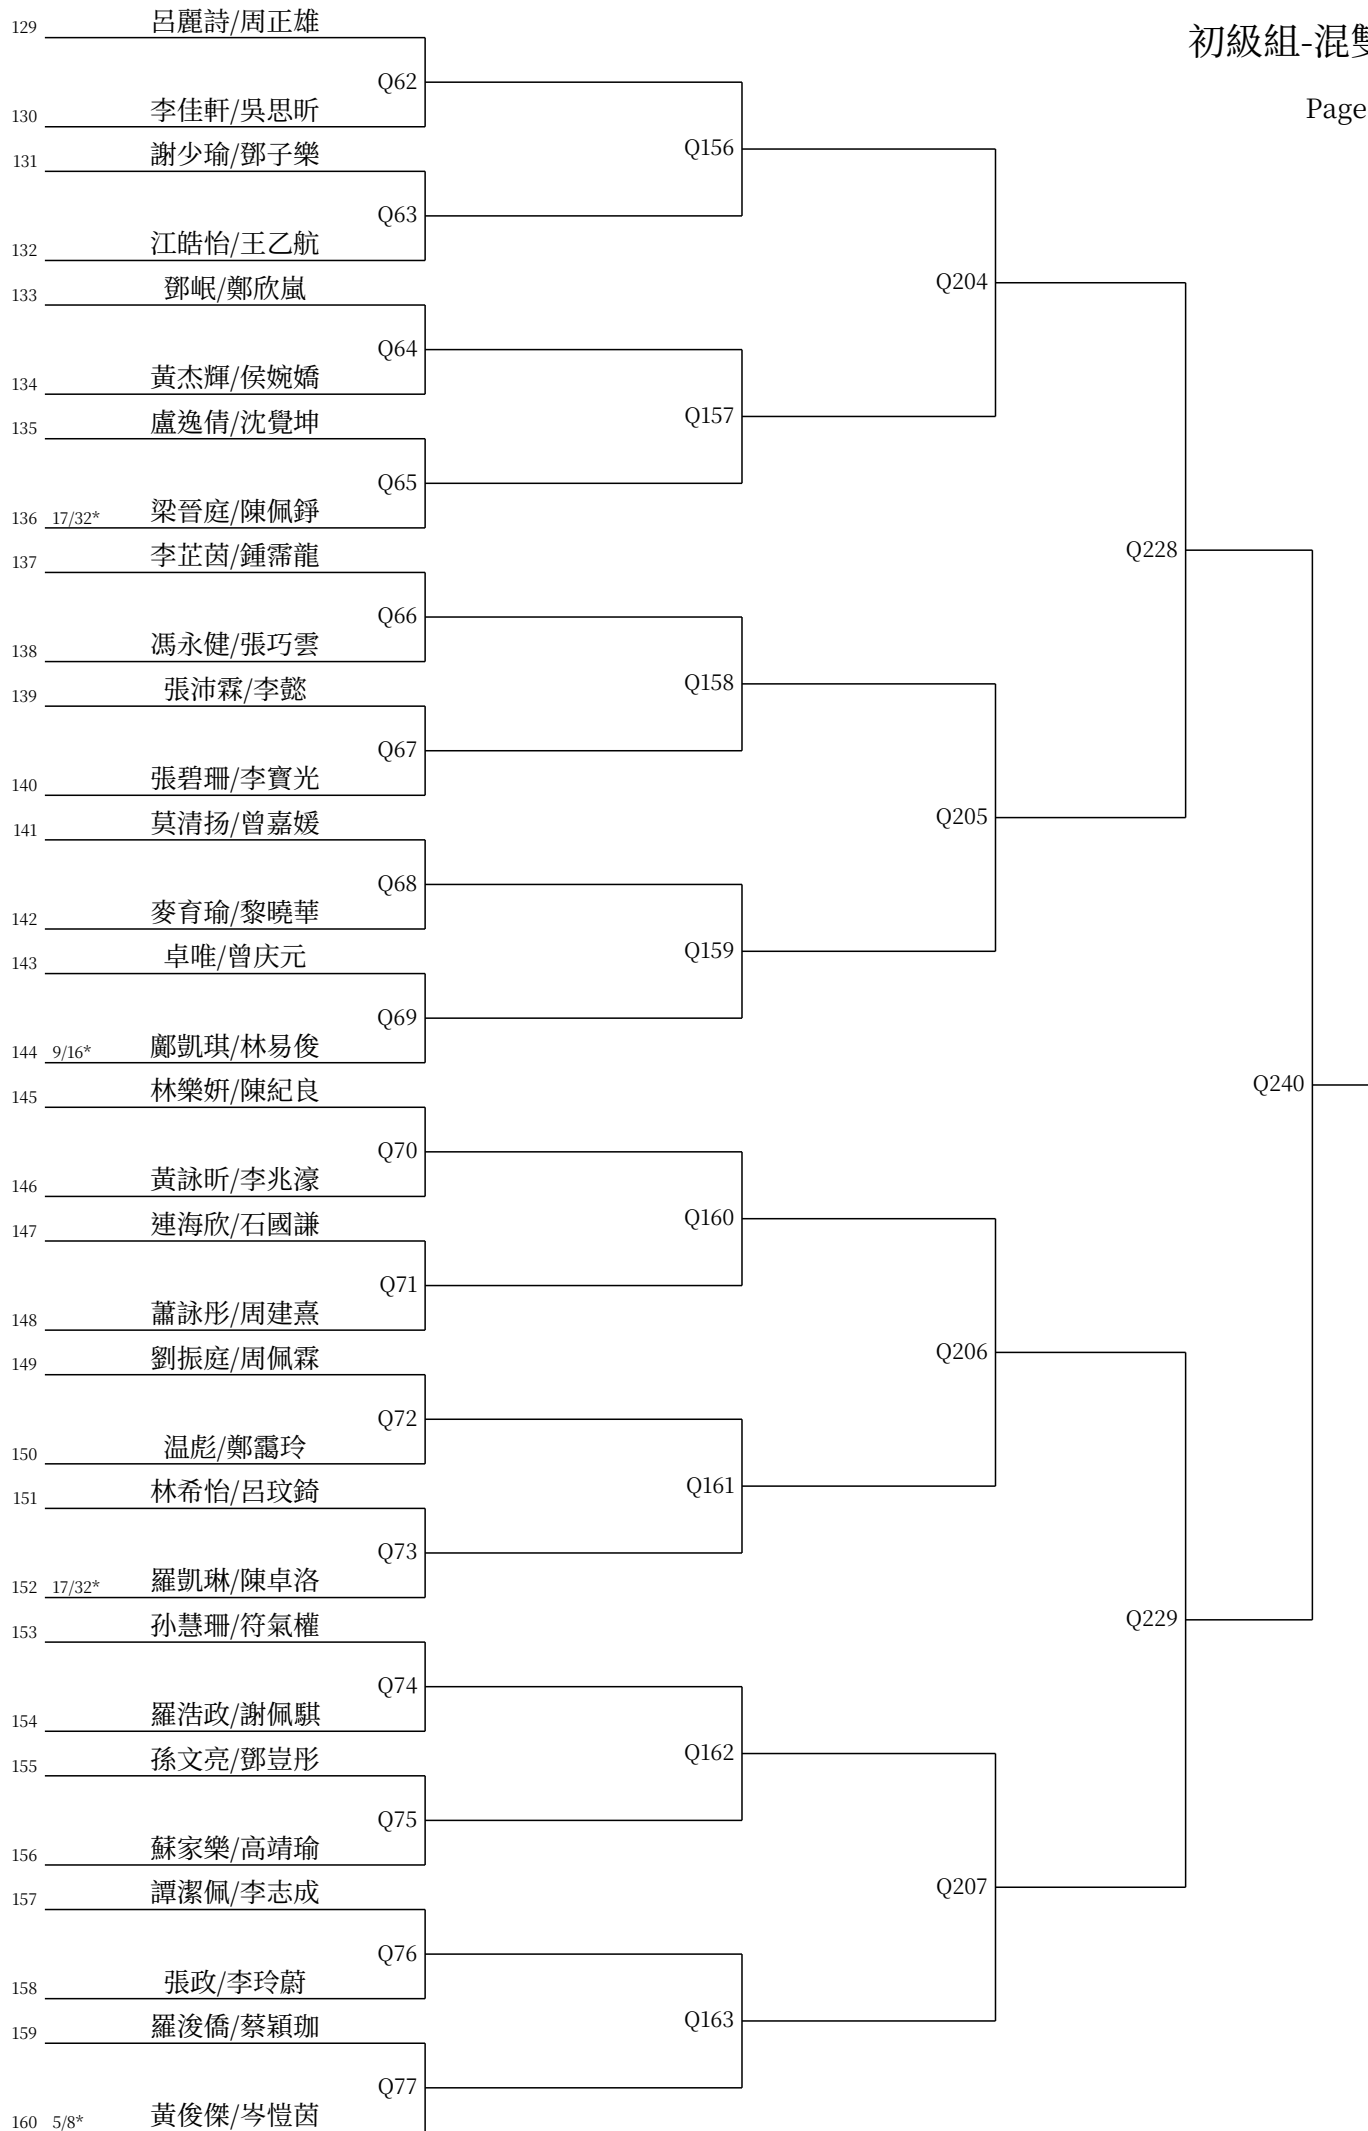 129 呂麗詩/周正雄
初級組-混
Page
Q62
130 李佳軒/吳思昕
131 謝少瑜/鄧子樂
Q156
Q63
132 江皓怡/王乙航
133 鄧岷/鄭欣嵐
Q204
Q64
134 黃杰輝/侯婉嬌
135 盧逸倩/沈覺坤
Q157
Q65
136 17/32* 梁晉庭/陳佩錚
137 李芷茵/鍾霈龍
Q228
Q66
138 馮永健/張巧雲
139 張沛霖/李懿
Q158
Q67
140 張碧珊/李寶光
141 莫清扬/曾嘉媛
Q205
Q68
142 麥育瑜/黎曉華
143 卓唯/曾庆元
Q159
Q69
144 9/16* 鄺凱琪/林易俊
145 林樂妍/陳紀良
Q240
Q70
146 黃詠昕/李兆濠
147 連海欣/石國謙
Q160
Q71
148 蕭詠彤/周建熹
149 劉振庭/周佩霖
Q206
Q72
150 温彪/鄭靄玲
151 林希怡/呂玟錡
Q161
Q73
152 17/32* 羅凱琳/陳卓洛
153 孙慧珊/符氣權
Q229
Q74
154 羅浩政/謝佩騏
155 孫文亮/鄧豈彤
Q162
Q75
156 蘇家樂/高靖瑜
157 譚潔佩/李志成
Q207
Q76
158 張政/李玲蔚
159 羅浚僑/蔡穎珈
Q163
Q77
160 5/8* 黃俊傑/岑愷茵